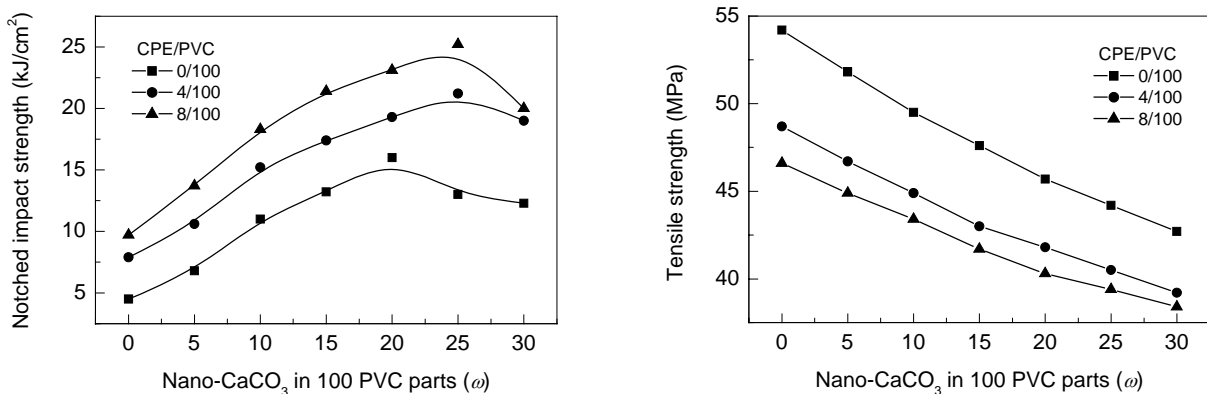 Notched impact strength (kJ/cm²)
25
20
15
10
5
CPE/PVC
0/100
4/100
8/100
0 5 10 15 20 25 30
Nano-CaCO₃ in 100 PVC parts (ω)
Tensile strength (MPa)
55
50
45
40
CPE/PVC
0/100
4/100
8/100
0 5 10 15 20 25 30
Nano-CaCO₃ in 100 PVC parts (ω)